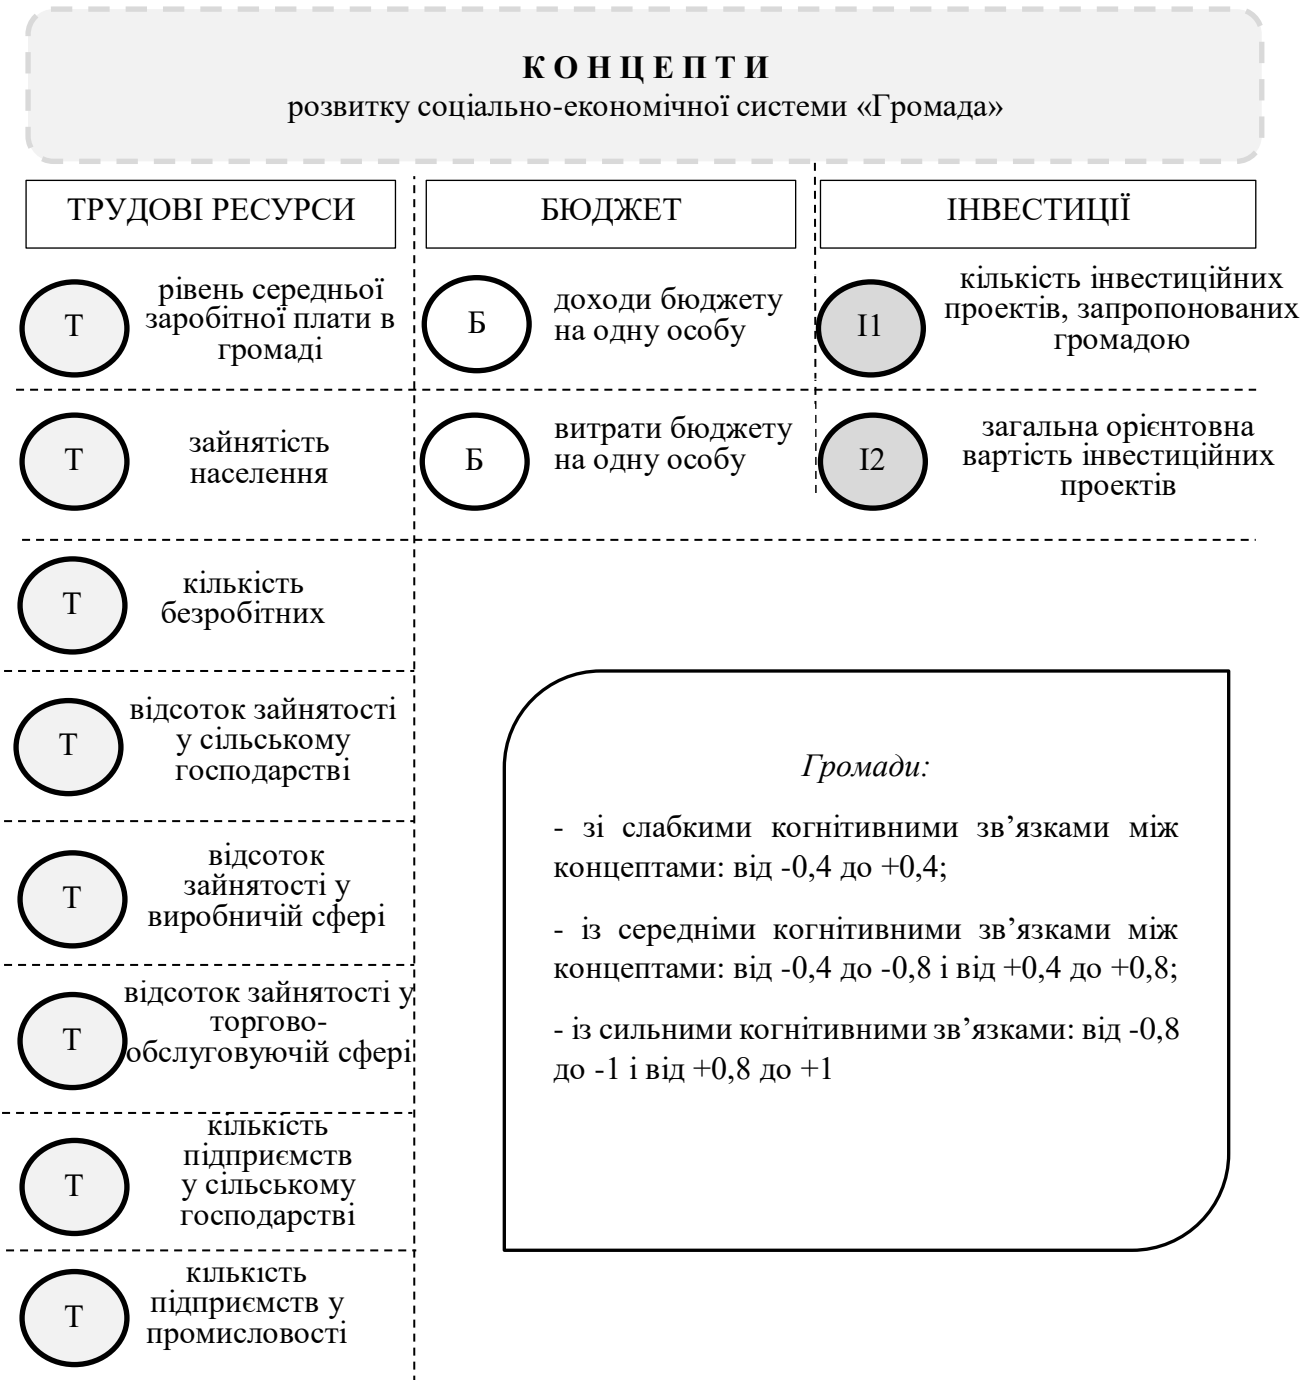 К О Н Ц Е П Т И
розвитку соціально-економічної системи «Громада»
ТРУДОВІ РЕСУРСИ
БЮДЖЕТ
ІНВЕСТИЦІЇ
Т
рівень середньої
заробітної плати в
громаді
Б
доходи бюджету
на одну особу
І1
кількість інвестиційних
проектів, запропонованих
громадою
Т
зайнятість
населення
Б
витрати бюджету
на одну особу
І2
загальна орієнтовна
вартість інвестиційних
проектів
Т
кількість
безробітних
Т
відсоток зайнятості
у сільському
господарстві
Т
відсоток
зайнятості у
виробничій сфері
Т
відсоток зайнятості у
торгово-
обслуговуючій сфері
Т
кількість
підприємств
у сільському
господарстві
Т
кількість
підприємств у
промисловості
Громади:
- зі слабкими когнітивними зв’язками між
концептами: від -0,4 до +0,4;
- із середніми когнітивними зв’язками між
концептами: від -0,4 до -0,8 і від +0,4 до +0,8;
- із сильними когнітивними зв’язками: від -0,8
до -1 і від +0,8 до +1